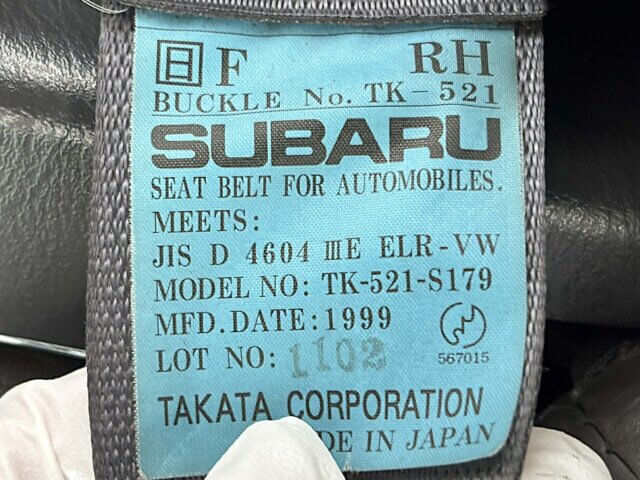 日 F RH
BUCKLE No. TK-521
SUBARU
SEAT BELT FOR AUTOMOBILES.
MEETS:
JIS D 4604 ⅢE ELR-VW
MODEL NO: TK-521-S179
MFD.DATE:1999
LOT NO: 1102
567015
TAKATA CORPORATION
DE IN JAPAN